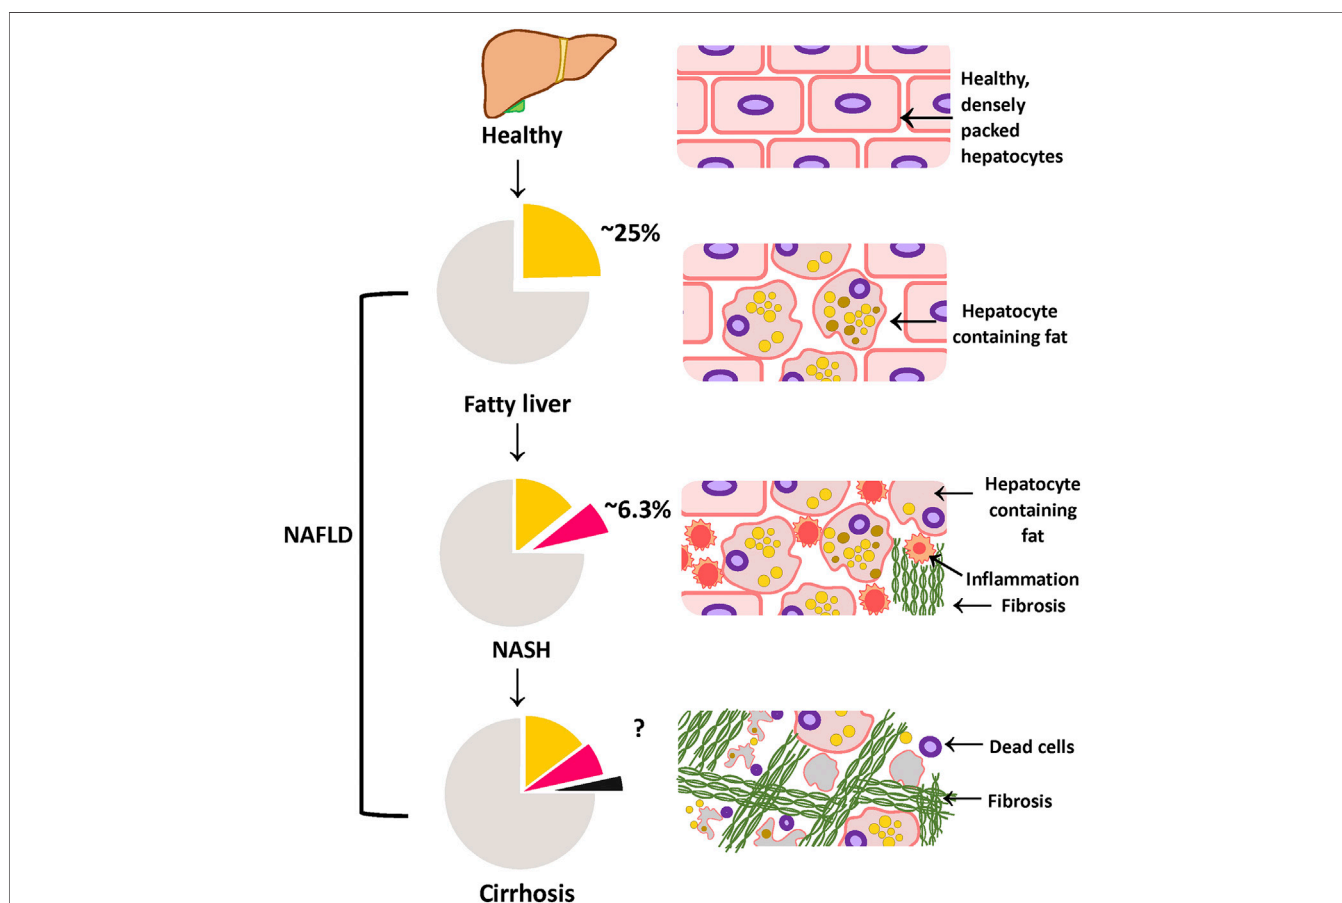 Healthy
Healthy,
densely
packed
hepatocytes
~25%
Hepatocyte
containing fat
Fatty liver
NAFLD
~6.3%
Hepatocyte
containing
fat
Inflammation
Fibrosis
NASH
?
Dead cells
Fibrosis
Cirrhosis